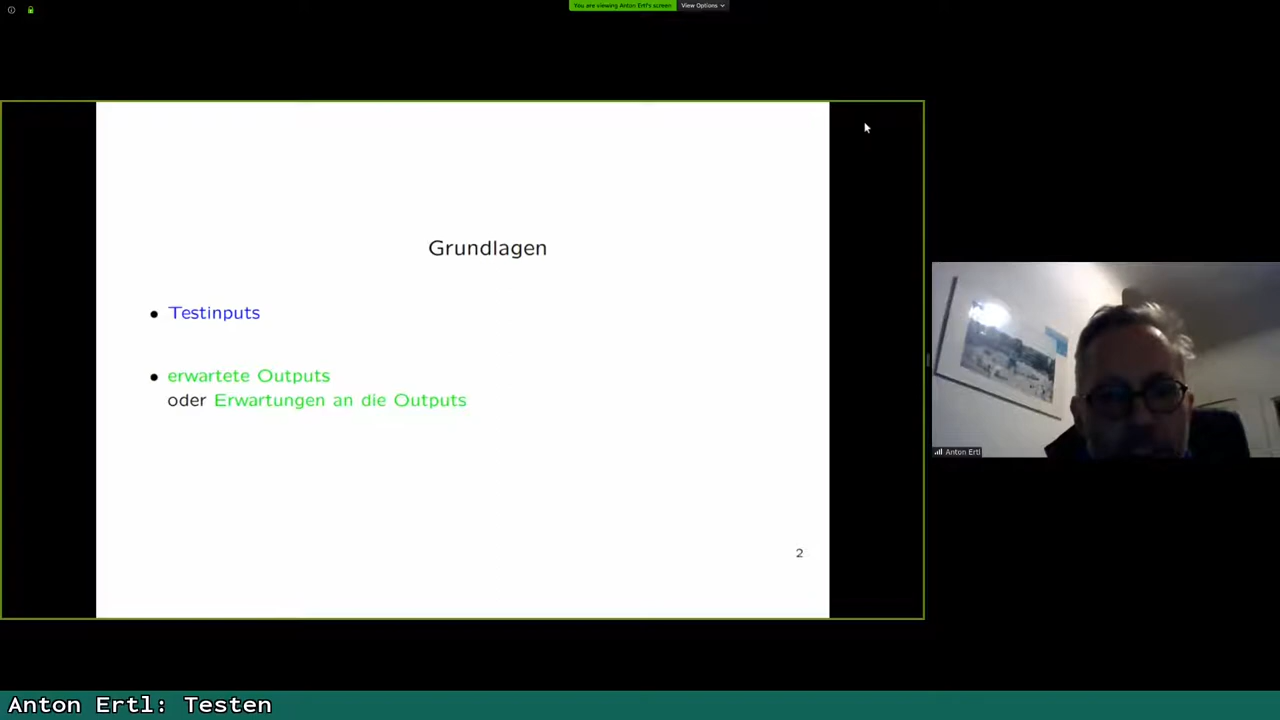 You are viewing Anton Ertl's screen
View Options
Grundlagen
• Testinputs
• erwartete Outputs
oder Erwartungen an die Outputs
2
Anton Ertl
Anton Ertl: Testen